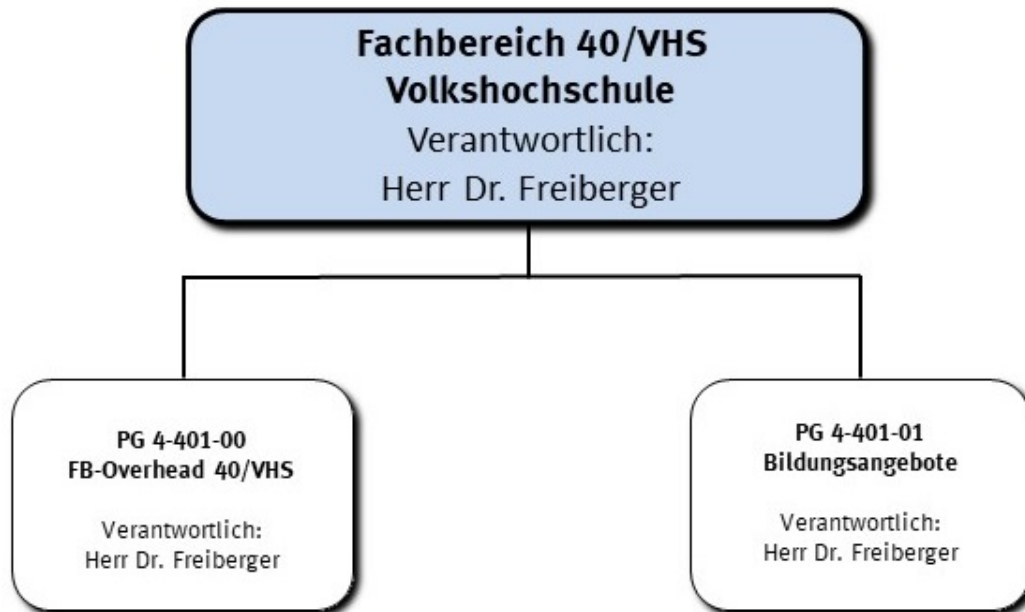 Fachbereich 40/VHS
Volkshochschule
Verantwortlich:
Herr Dr. Freiberger
PG 4-401-00
FB-Overhead 40/VHS
Verantwortlich:
Herr Dr. Freiberger
PG 4-401-01
Bildungsangebote
Verantwortlich:
Herr Dr. Freiberger